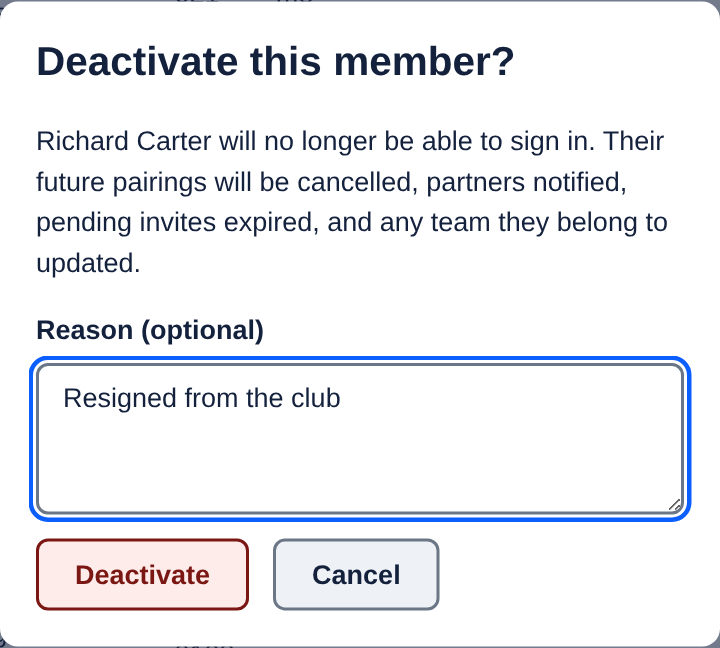 Deactivate this member?
Richard Carter will no longer be able to sign in. Their
future pairings will be cancelled, partners notified,
pending invites expired, and any team they belong to
updated.
Reason (optional)
Resigned from the club
Deactivate
Cancel